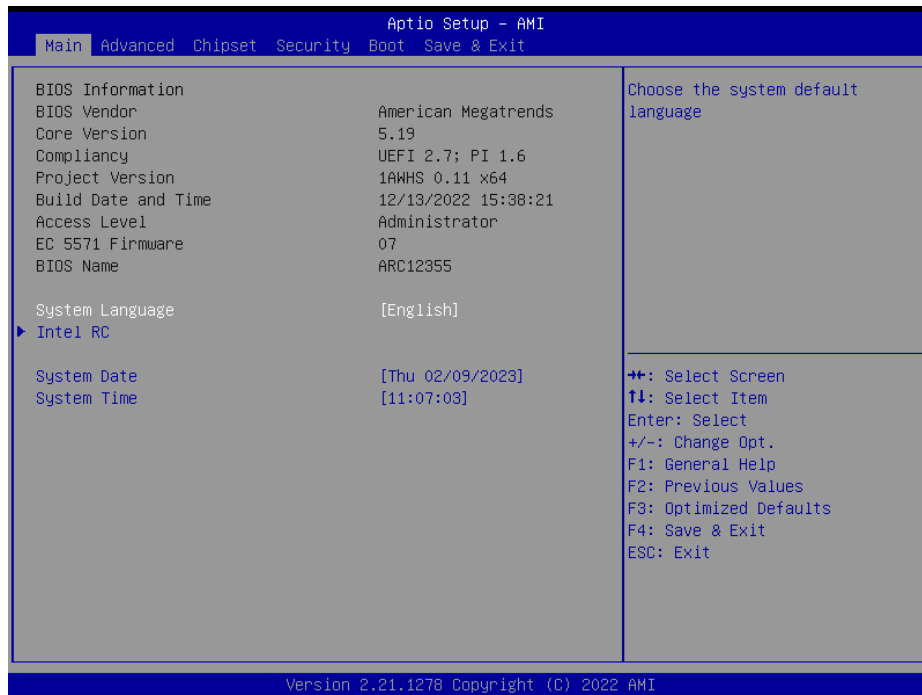 Aptio Setup – AMI
Main Advanced Chipset Security Boot Save & Exit
BIOS Information
BIOS Vendor American Megatrends
Core Version 5.19
Compliancy UEFI 2.7; PI 1.6
Project Version 1AWHS 0.11 x64
Build Date and Time 12/13/2022 15:38:21
Access Level Administrator
EC 5571 Firmware 07
BIOS Name ARC12355
System Language [English]
Intel RC
System Date [Thu 02/09/2023]
System Time [11:07:03]
Choose the system default
language
→←: Select Screen
↑↓: Select Item
Enter: Select
+/-: Change Opt.
F1: General Help
F2: Previous Values
F3: Optimized Defaults
F4: Save & Exit
ESC: Exit
Version 2.21.1278 Copyright (C) 2022 AMI